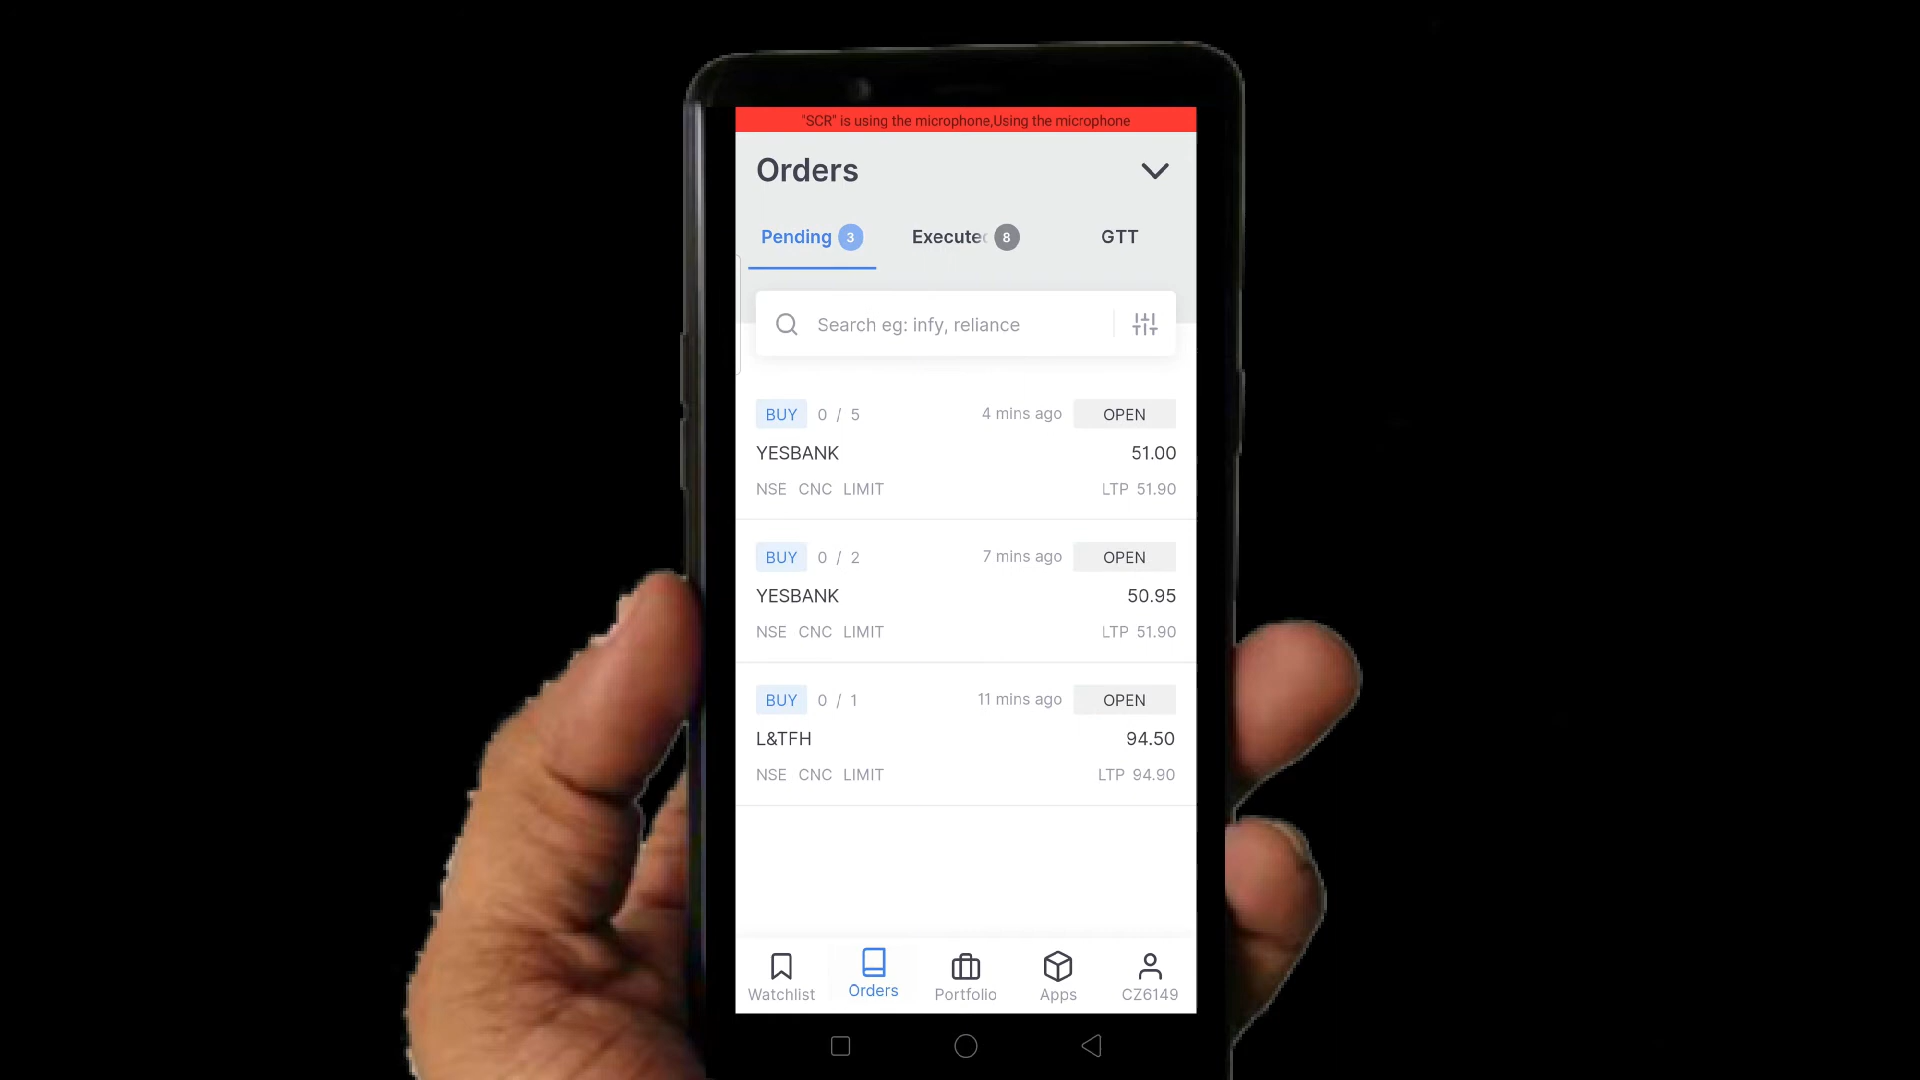 "SCR" is using the microphone,Using the microphone
Orders
Pending 3 Execute 8 GTT
Search eg: infy, reliance
BUY 0 / 5 4 mins ago OPEN
YESBANK 51.00
NSE CNC LIMIT LTP 51.90
BUY 0 / 2 7 mins ago OPEN
YESBANK 50.95
NSE CNC LIMIT LTP 51.90
BUY 0 / 1 11 mins ago OPEN
L&TFH 94.50
NSE CNC LIMIT LTP 94.90
Watchlist Orders Portfolio Apps CZ6149